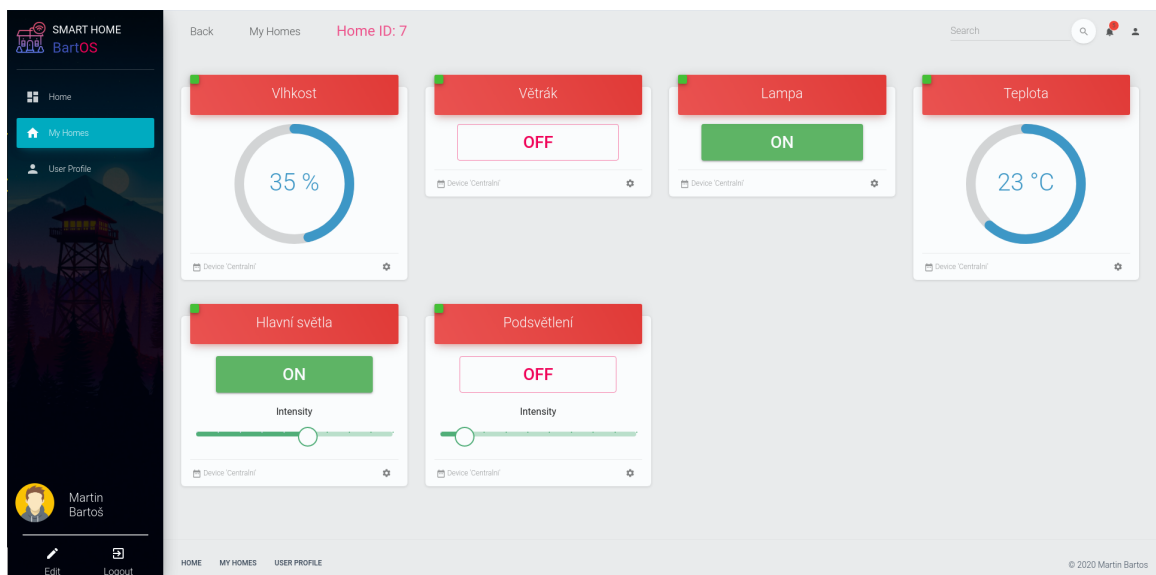 SMART HOME
BartOS
Home
My Homes
User Profile
Martin
Bartoš
Edit
Logout
Back My Homes Home ID: 7
Search
Vlhkost
35 %
Device 'Centralni'
Větrák
OFF
Device 'Centralni'
Lampa
ON
Device 'Centralni'
Teplota
23 °C
Device 'Centralni'
Hlavní světla
ON
Intensity
Device 'Centralni'
Podsvětlení
OFF
Intensity
Device 'Centralni'
HOME MY HOMES USER PROFILE
© 2020 Martin Bartos